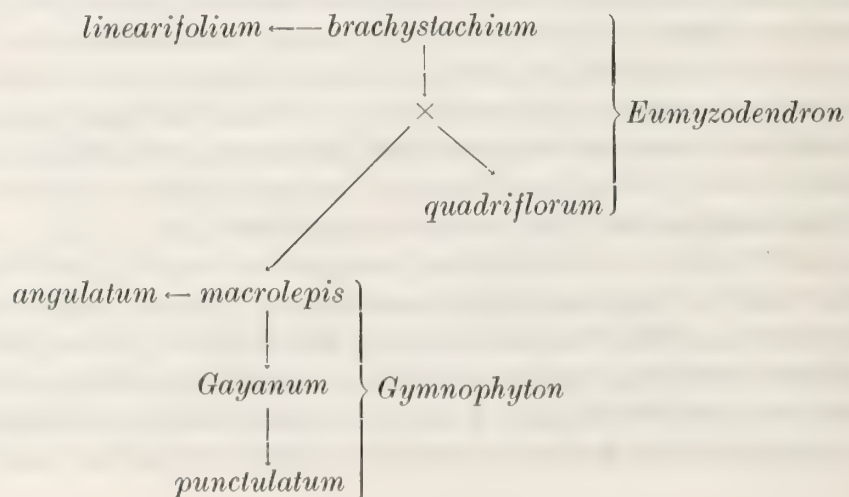 linearifolium ← brachystachium
×
Eumyzodendron
quadriflorum
angulatum ← macrolepis
Gayanum
Gymnophyton
punctulatum